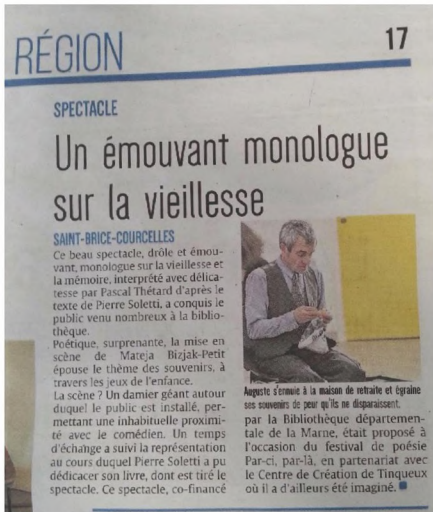 RÉGION
17
SPECTACLE
Un émouvant monologue
sur la vieillesse
SAINT-BRICE-COURCELLES
Ce beau spectacle, drôle et émou-
vant, monologue sur la vieillesse et
la mémoire, interprété avec délica-
tesse par Pascal Thétard d'après le
texte de Pierre Soletti, a conquis le
public venu nombreux à la biblio-
thèque.
Poétique, surprenante, la mise en
scène de Mateja Bizjak-Petit
épouse le thème des souvenirs, à
travers les jeux de l'enfance.
La scène ? Un damier géant autour
duquel le public est installé, per-
mettant une inhabituelle proximi-
té avec le comédien. Un temps
d'échange a suivi la représentation
au cours duquel Pierre Soletti a pu
dédicacer son livre, dont est tiré le
spectacle. Ce spectacle, co-financé
Auguste s'ennuie à la maison de retraite et égraine
ses souvenirs de peur qu'ils ne disparaissent.
par la Bibliothèque départemen-
tale de la Marne, était proposé à
l'occasion du festival de poésie
Par-ci, par-là, en partenariat avec
le Centre de Création de Tinqueux
où il a d'ailleurs été imaginé.